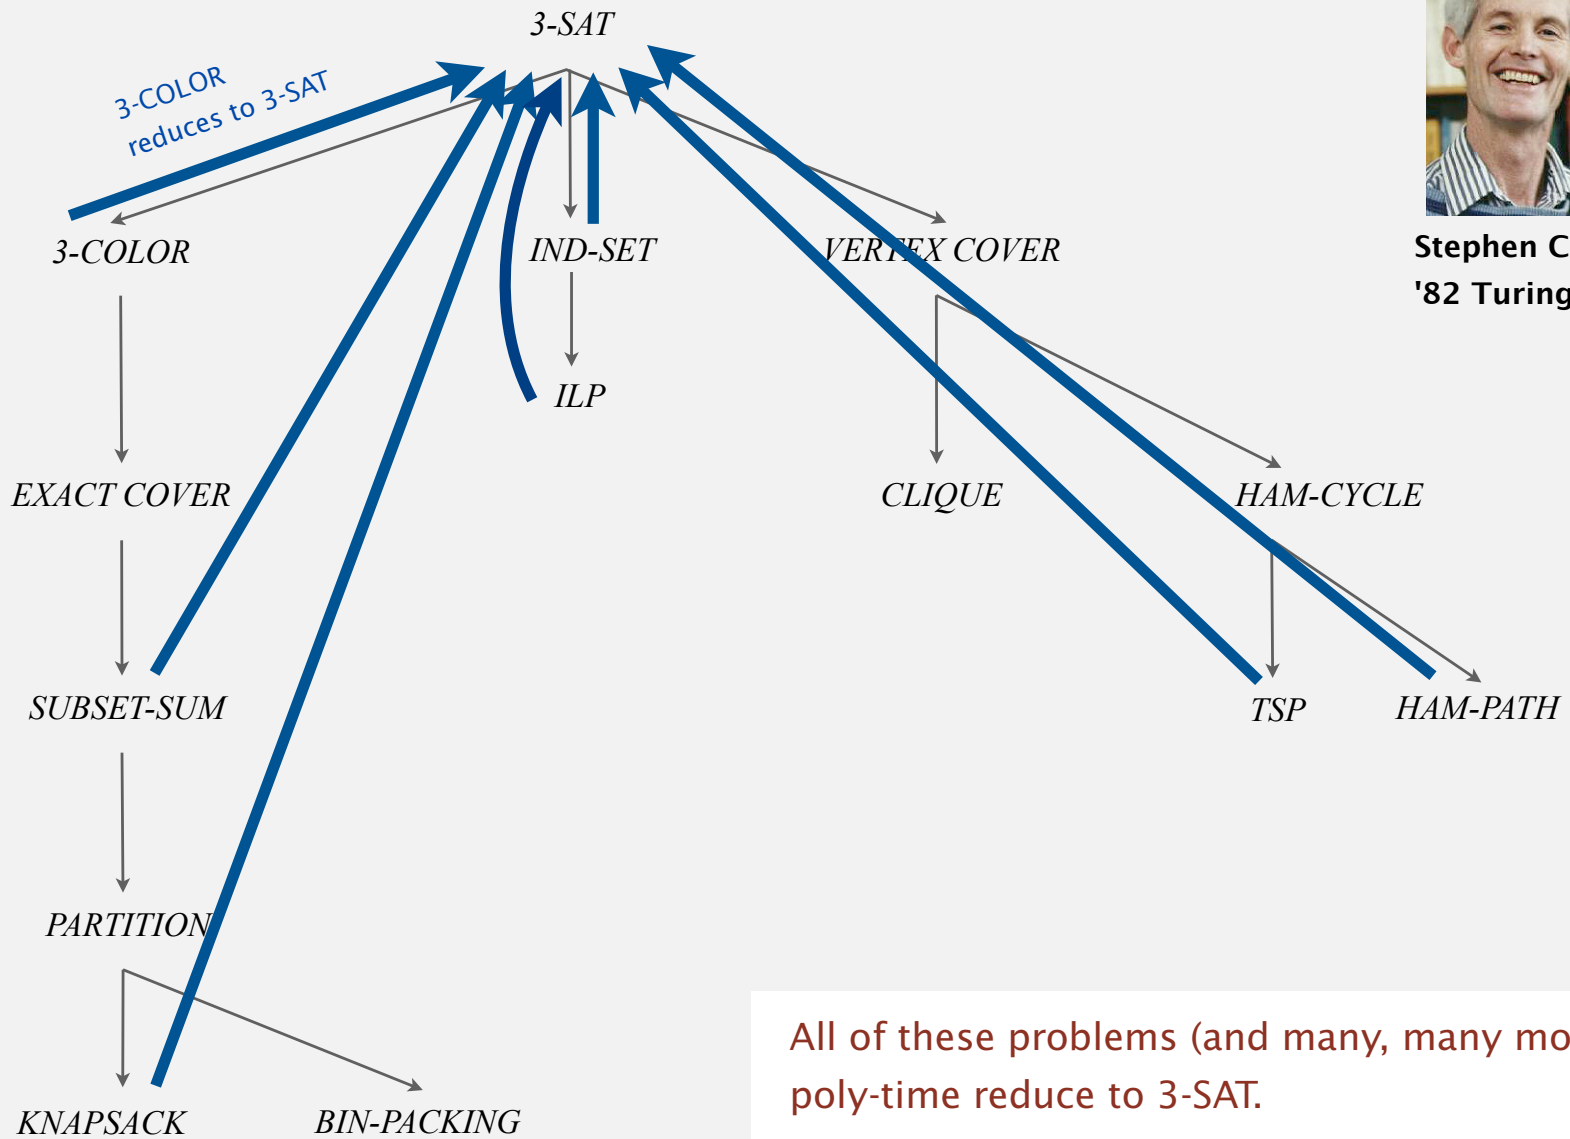 3-SAT
3-COLOR
reduces to 3-SAT
3-COLOR
IND-SET
VERTEX COVER
Stephen C
'82 Turing
ILP
EXACT COVER
CLIQUE
HAM-CYCLE
SUBSET-SUM
TSP
HAM-PATH
PARTITION
All of these problems (and many, many mo
poly-time reduce to 3-SAT.
KNAPSACK
BIN-PACKING